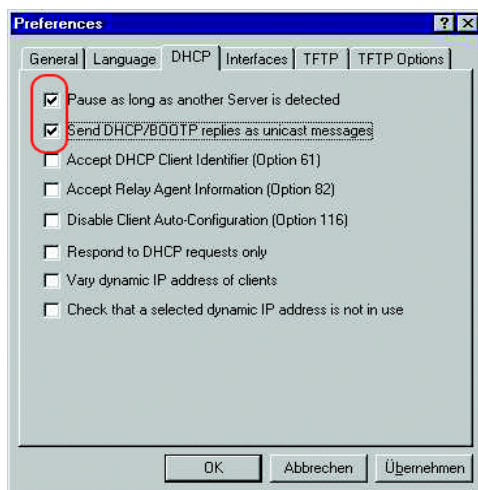 Preferences
General Language DHCP Interfaces TFTP TFTP Options
Pause as long as another Server is detected
Send DHCP/BOOTP replies as unicast messages
Accept DHCP Client Identifier (Option 61)
Accept Relay Agent Information (Option 82)
Disable Client Auto-Configuration (Option 116)
Respond to DHCP requests only
Vary dynamic IP address of clients
Check that a selected dynamic IP address is not in use
OK Abbrechen Übernehmen